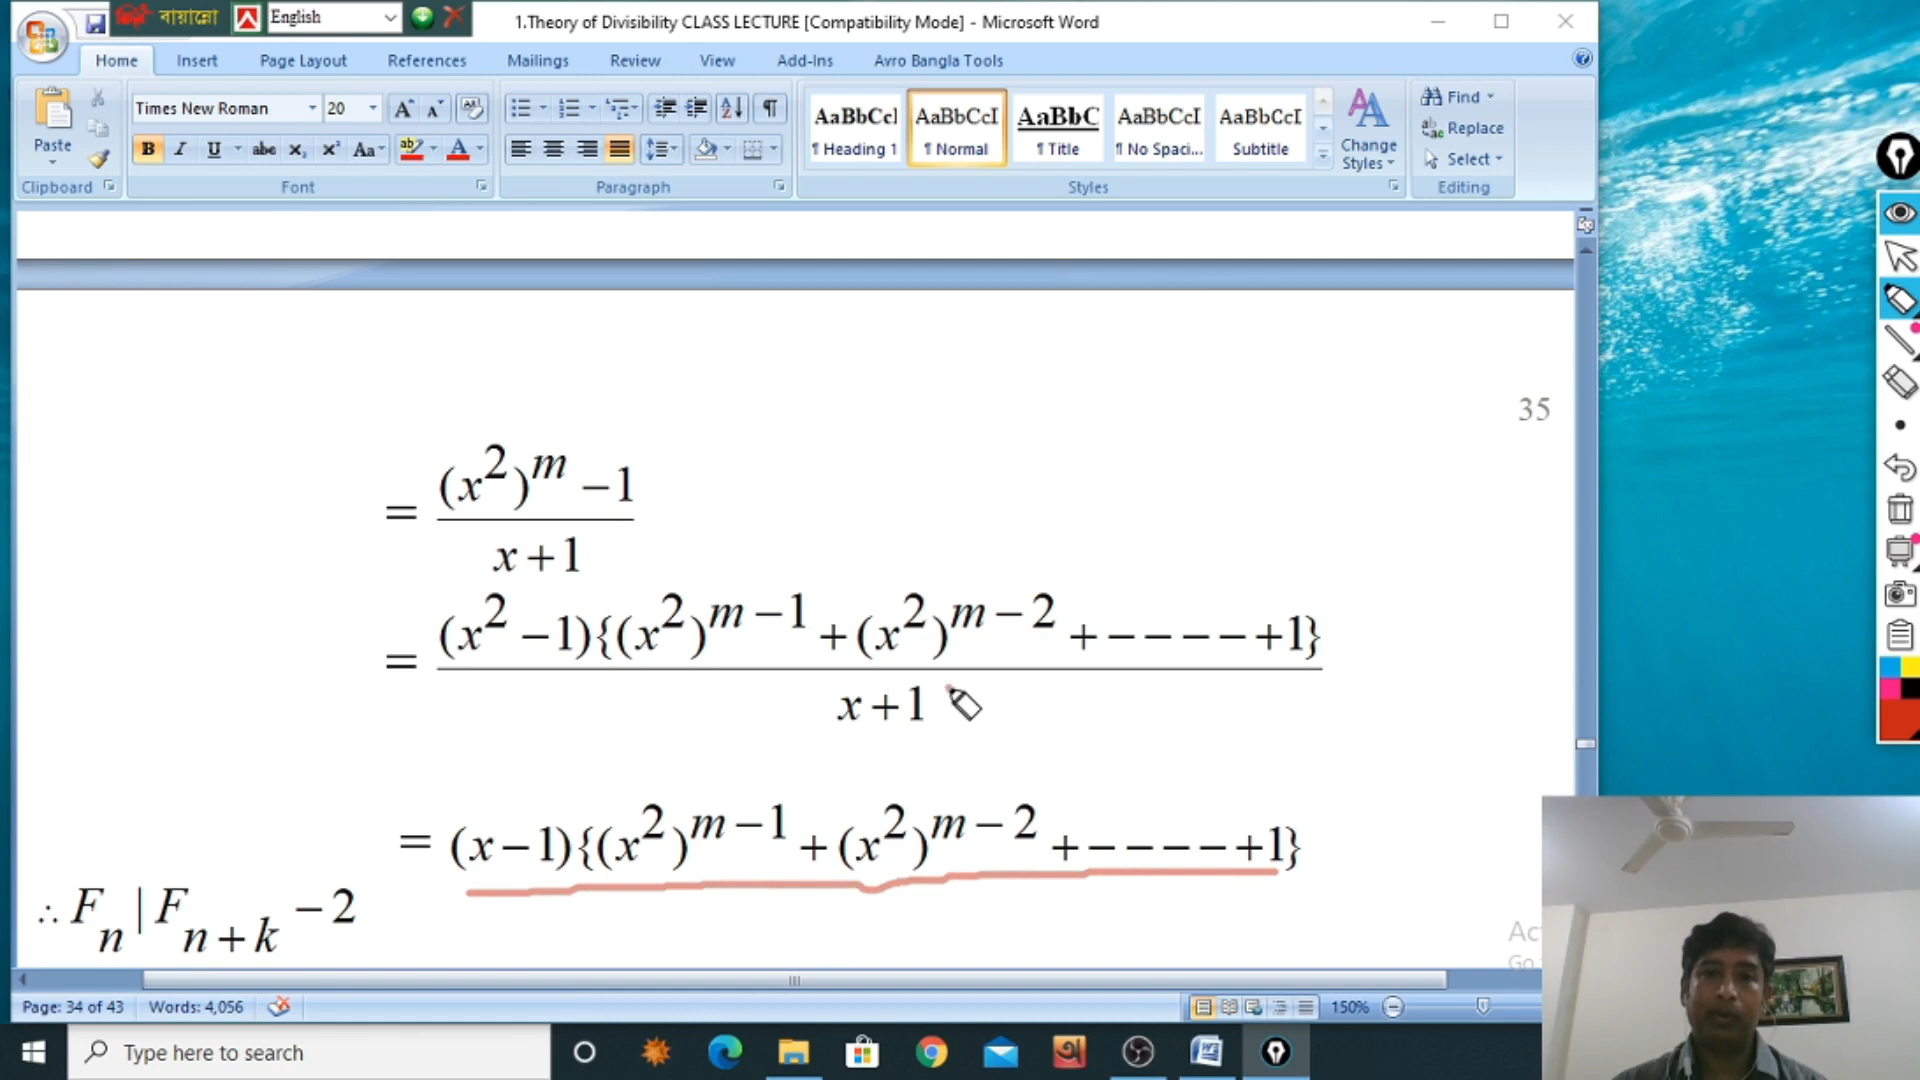 বায়ান্নো English 1.Theory of Divisibility CLASS LECTURE [Compatibility Mode] - Microsoft Word
Home Insert Page Layout References Mailings Review View Add-Ins Avro Bangla Tools
Times New Roman 20 AaBbCcI AaBbCcI AaBbC AaBbCcI AaBbCcI Find
Paste Replace
¶ Heading 1 ¶ Normal ¶ Title ¶ No Spaci... Subtitle Change Styles Select
Clipboard Font Paragraph Styles Editing
35
= \frac{(x^2)^m - 1}{x + 1}
= \frac{(x^2 - 1)\{(x^2)^{m-1} + (x^2)^{m-2} + ----- + 1\}}{x + 1}
= (x - 1)\{(x^2)^{m-1} + (x^2)^{m-2} + ----- + 1\}
∴ F_n | F_{n+k} - 2
Page: 34 of 43 Words: 4,056 150%
Type here to search